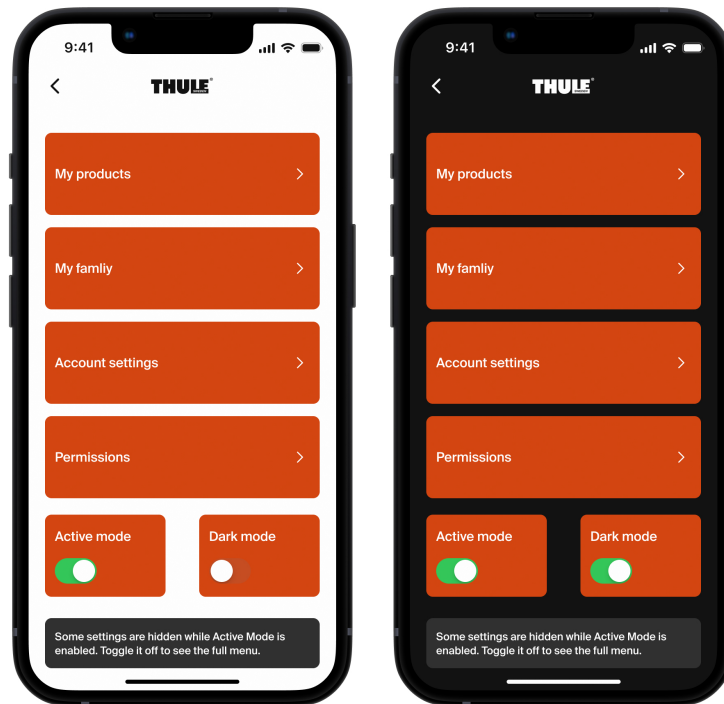 9:41
THULE®
My products
My famliy
Account settings
Permissions
Active mode
Dark mode
Some settings are hidden while Active Mode is
enabled. Toggle it off to see the full menu.
9:41
THULE®
My products
My famliy
Account settings
Permissions
Active mode
Dark mode
Some settings are hidden while Active Mode is
enabled. Toggle it off to see the full menu.